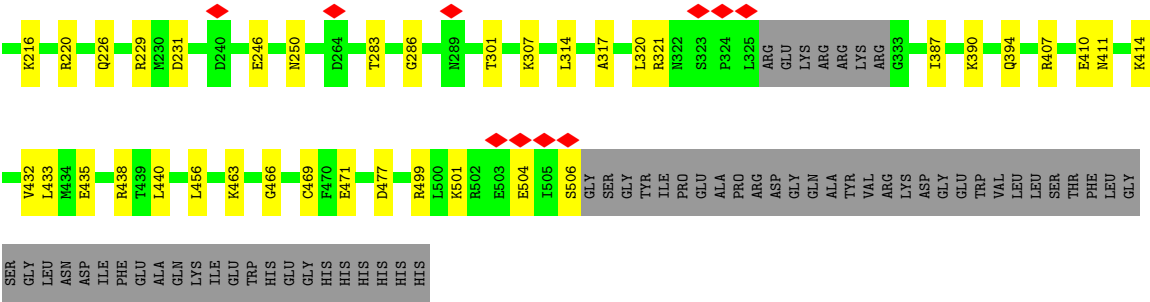 K216 R220 Q226 R229 M230 D231 D240 E246 N250 D264 T283 G286 N289 T301 K307 L314 A317 L320 R321 N322 S323 P324 L325 ARG GLU LYS ARG ARG LYS ARG G333 I387 K390 Q394 R407 E410 N411 K414
V432 L433 M434 E435 R438 T439 L440 L456 K463 G466 C469 F470 E471 D477 R499 L500 K501 R502 E503 E504 I505 S506 GLY SER GLY TYR ILE PRO GLU ALA PRO ARG ASP GLY GLN ALA TYR VAL ARG LYS ASP GLY GLU TRP VAL LEU LEU SER THR PHE LEU GLY
SER GLY LEU ASN ASP ILE PHE GLU ALA GLN LYS ILE GLU TRP HIS GLU GLY HIS HIS HIS HIS HIS HIS